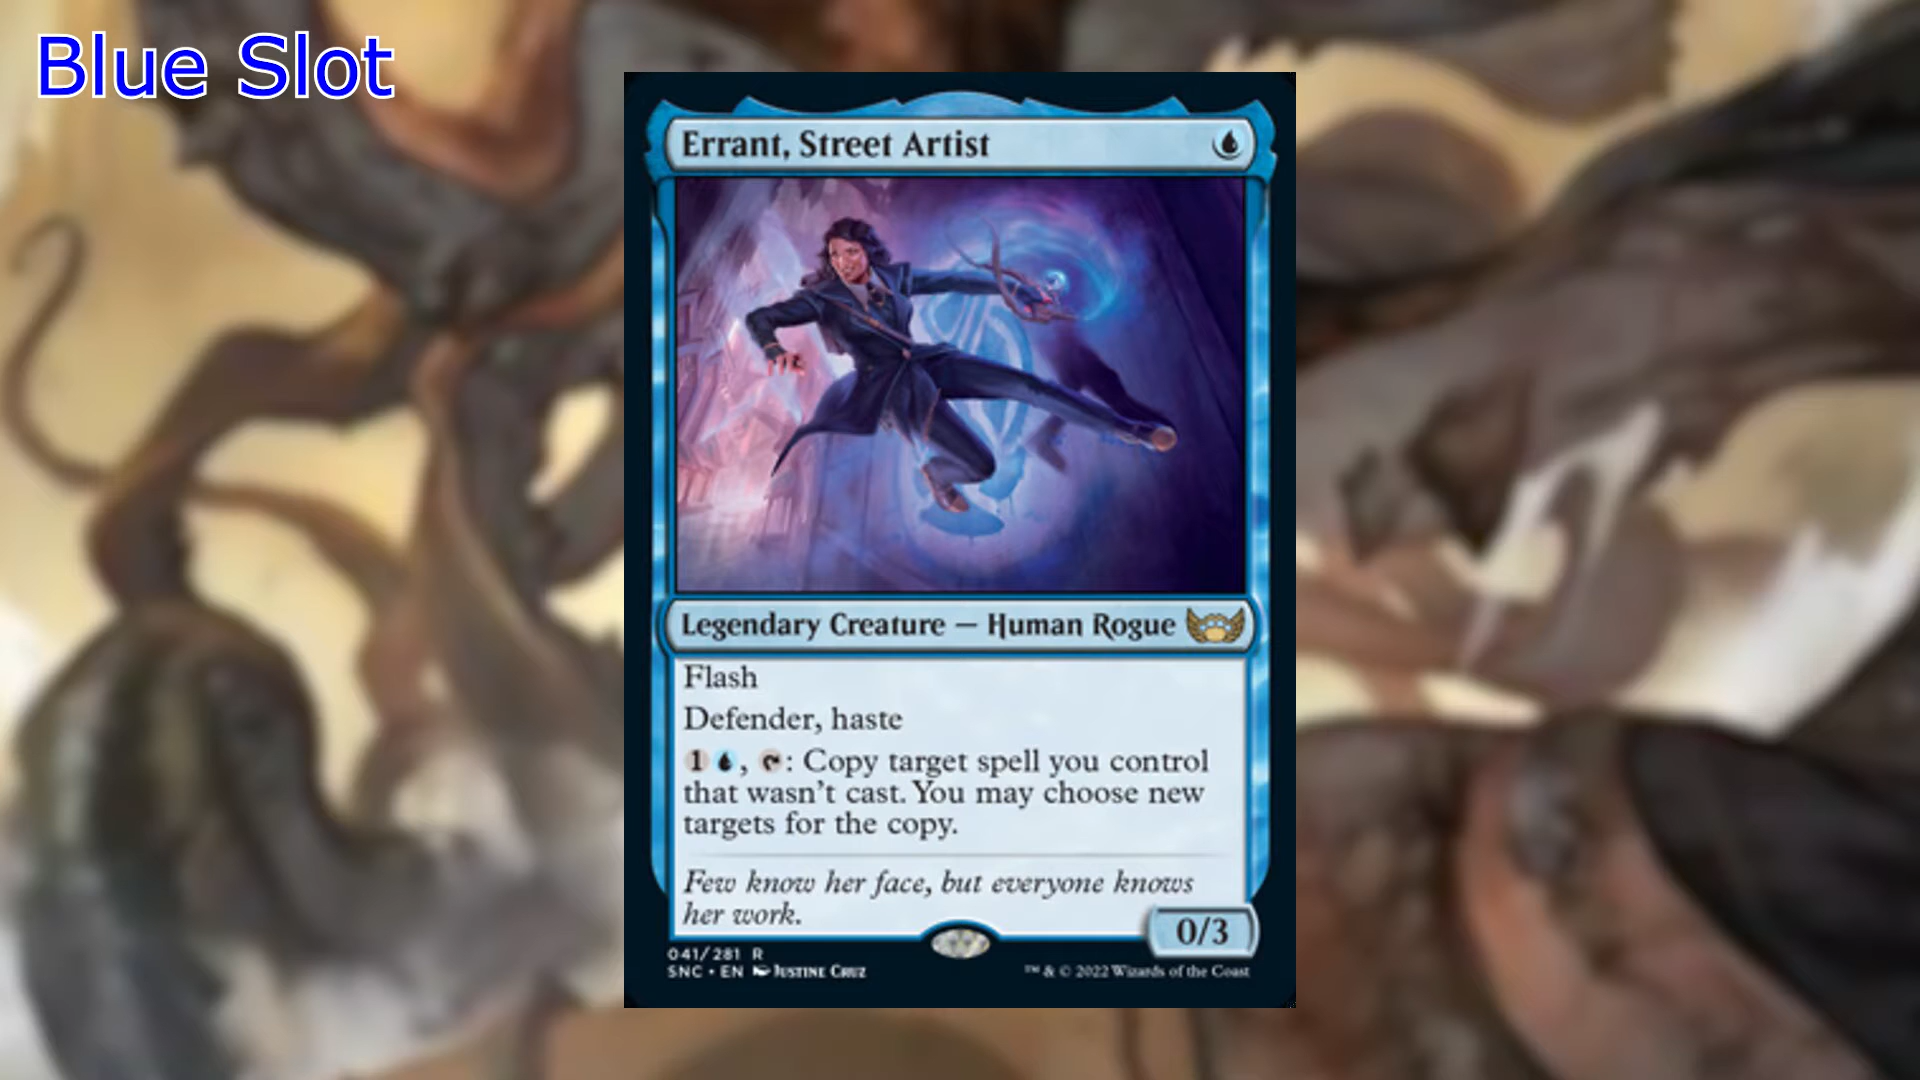 Blue Slot
Errant, Street Artist
Legendary Creature — Human Rogue
Flash
Defender, haste
1 , : Copy target spell you control
that wasn't cast. You may choose new
targets for the copy.
Few know her face, but everyone knows
her work.
0/3
041/281 R
SNC • EN Justine Cruz
™ & © 2022 Wizards of the Coast